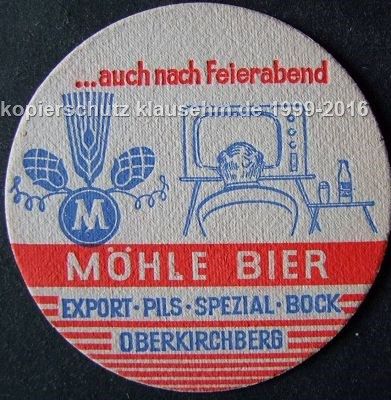 ...auch nach Feierabend
kopierschutz klausehm.de 1999-2016
M
MÖHLE BIER
EXPORT · PILS · SPEZIAL · BOCK
OBERKIRCHBERG